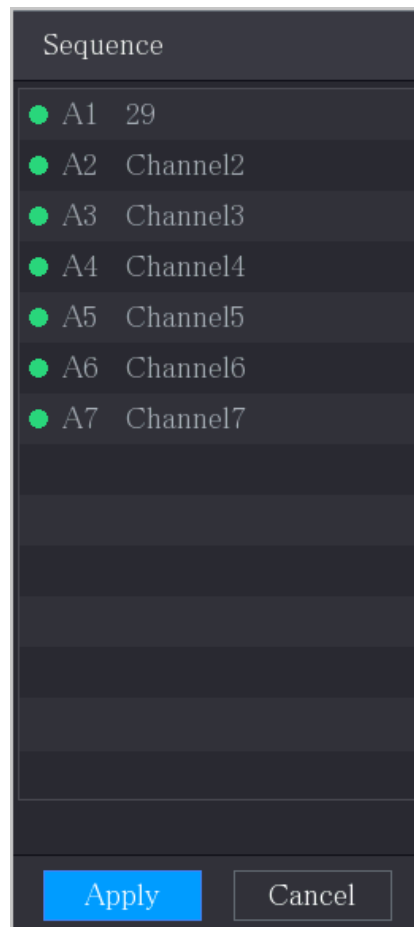 Sequence
A1 29
A2 Channel2
A3 Channel3
A4 Channel4
A5 Channel5
A6 Channel6
A7 Channel7
Apply Cancel